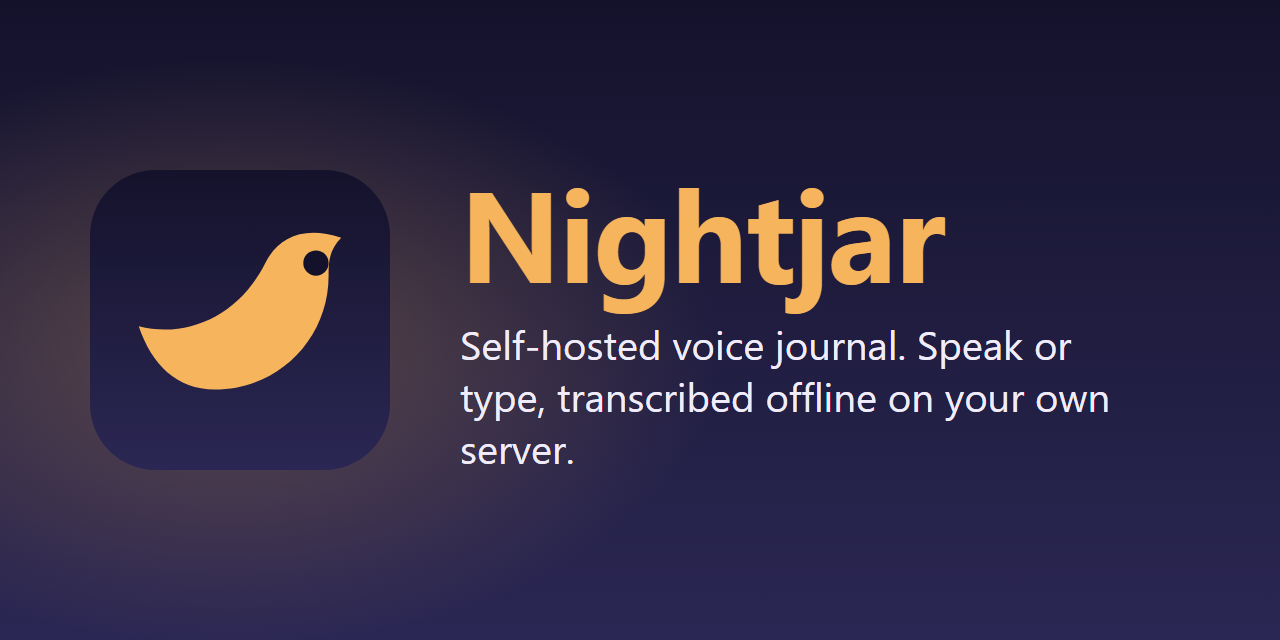 Nightjar
Self-hosted voice journal. Speak or
type, transcribed offline on your own
server.